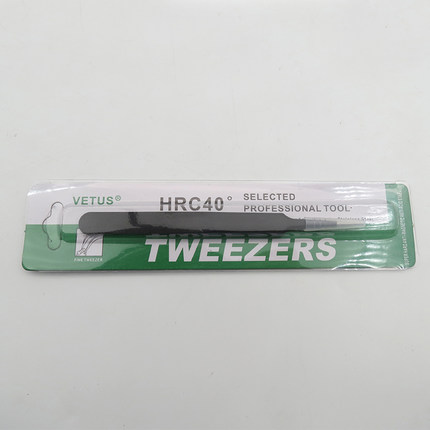 VETUS®
HRC40°
SELECTED
PROFESSIONAL TOOL
TWEEZERS